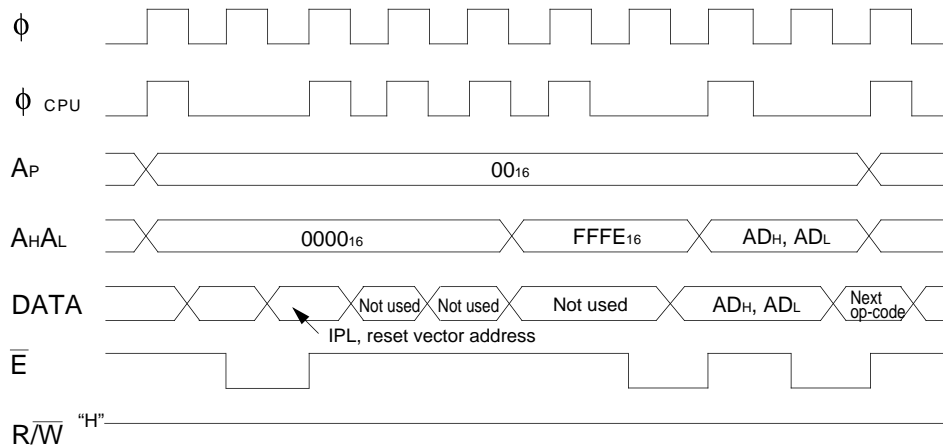 ϕ
ϕ CPU
AP
00₁₆
AHAL
0000₁₆
FFFE₁₆
ADH, ADL
DATA
Not used
Not used
Not used
ADH, ADL
Next
op-code
IPL, reset vector address
E̅
R/W̅
“H”